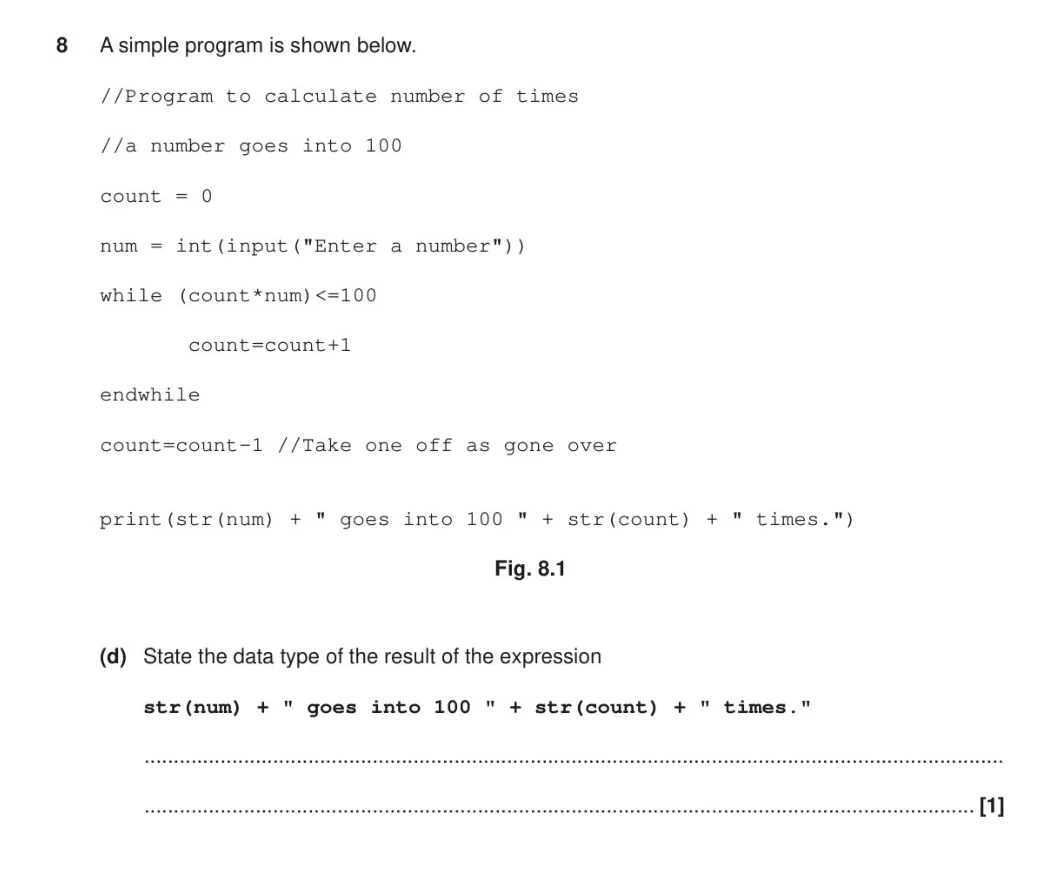 8 A simple program is shown below.
//Program to calculate number of times
//a number goes into 100
count = 0
num = int(input("Enter a number"))
while (count*num)<=100
count=count+1
endwhile
count=count-1 //Take one off as gone over
print(str(num) + " goes into 100 " + str(count) + " times.")
Fig. 8.1
(d) State the data type of the result of the expression
str(num) + " goes into 100 " + str(count) + " times."
[1]